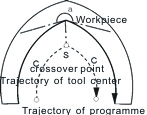 a
Workpiece
S
C
crossover point
C
Trajectory of tool center
Trajectory of programme